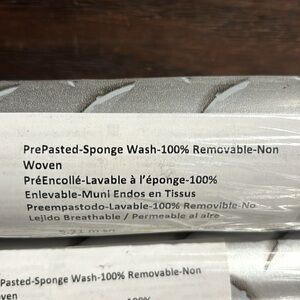 PrePasted-Sponge Wash-100% Removable-Non
Woven
PréEncollé-Lavable à l'éponge-100%
Enlevable-Muni Endos en Tissus
Preempastodo-Lavable-100% Removible-No
Lejido Breathable / Permeable al aire
Pasted-Sponge Wash-100% Removable-Non
ven